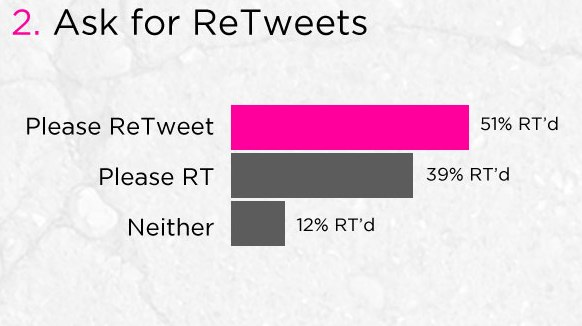 2. Ask for ReTweets
Please ReTweet 51% RT’d
Please RT 39% RT’d
Neither 12% RT’d